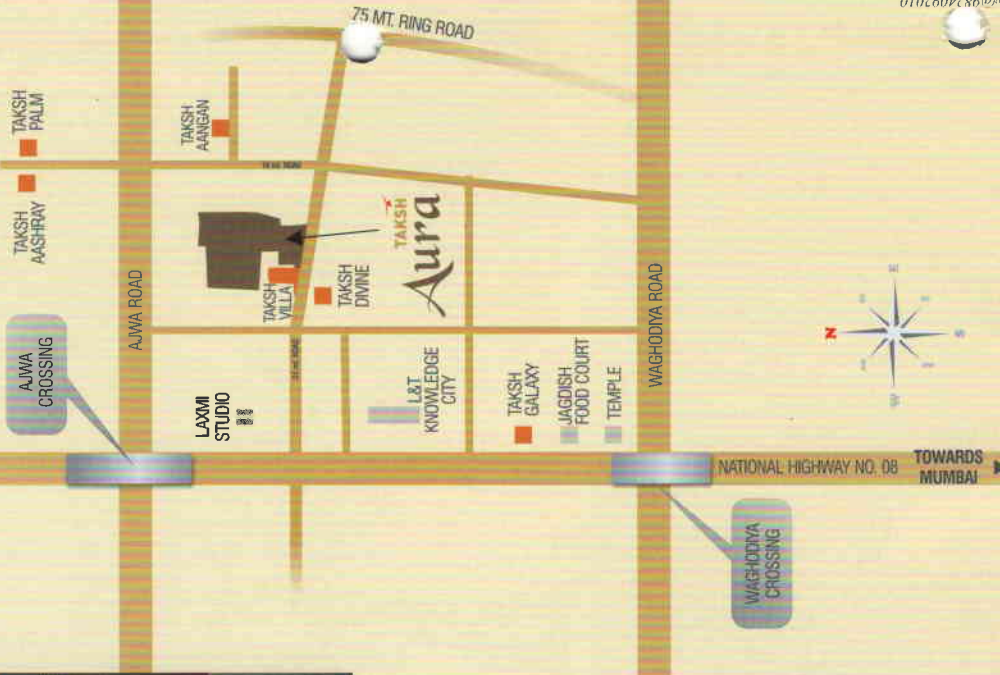 75 MT. RING ROAD
TAKSH
PALM
TAKSH
AASHRAY
TAKSH
AANGAN
AJWA ROAD
AJWA
CROSSING
TAKSH
VILLA
TAKSH
DIVINE
TAKSH
Aura
LAXMI
STUDIO
L&T
KNOWLEDGE
CITY
TAKSH
GALAXY
JAGDISH
FOOD COURT
TEMPLE
WAGHODIYA ROAD
NATIONAL HIGHWAY NO. 08
TOWARDS
MUMBAI
WAGHODIYA
CROSSING
N
E
S
W